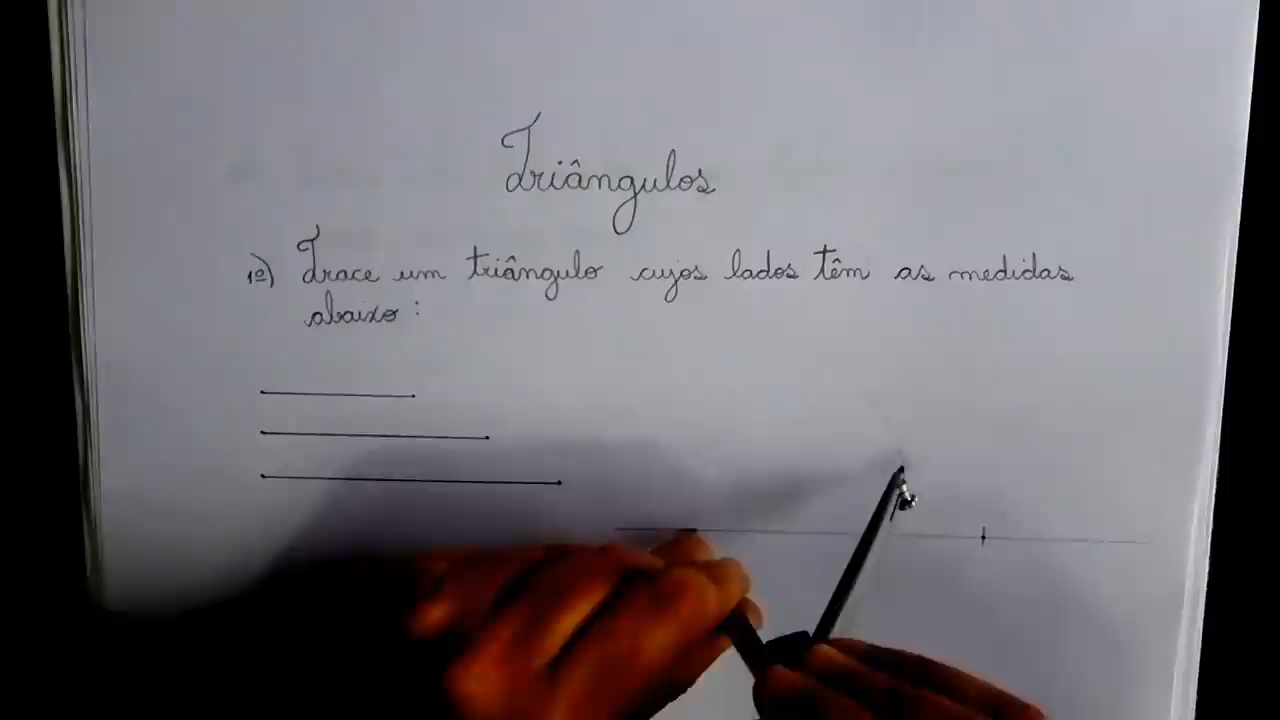 Triângulos
1º) Trace um triângulo cujos lados têm as medidas
abaixo: